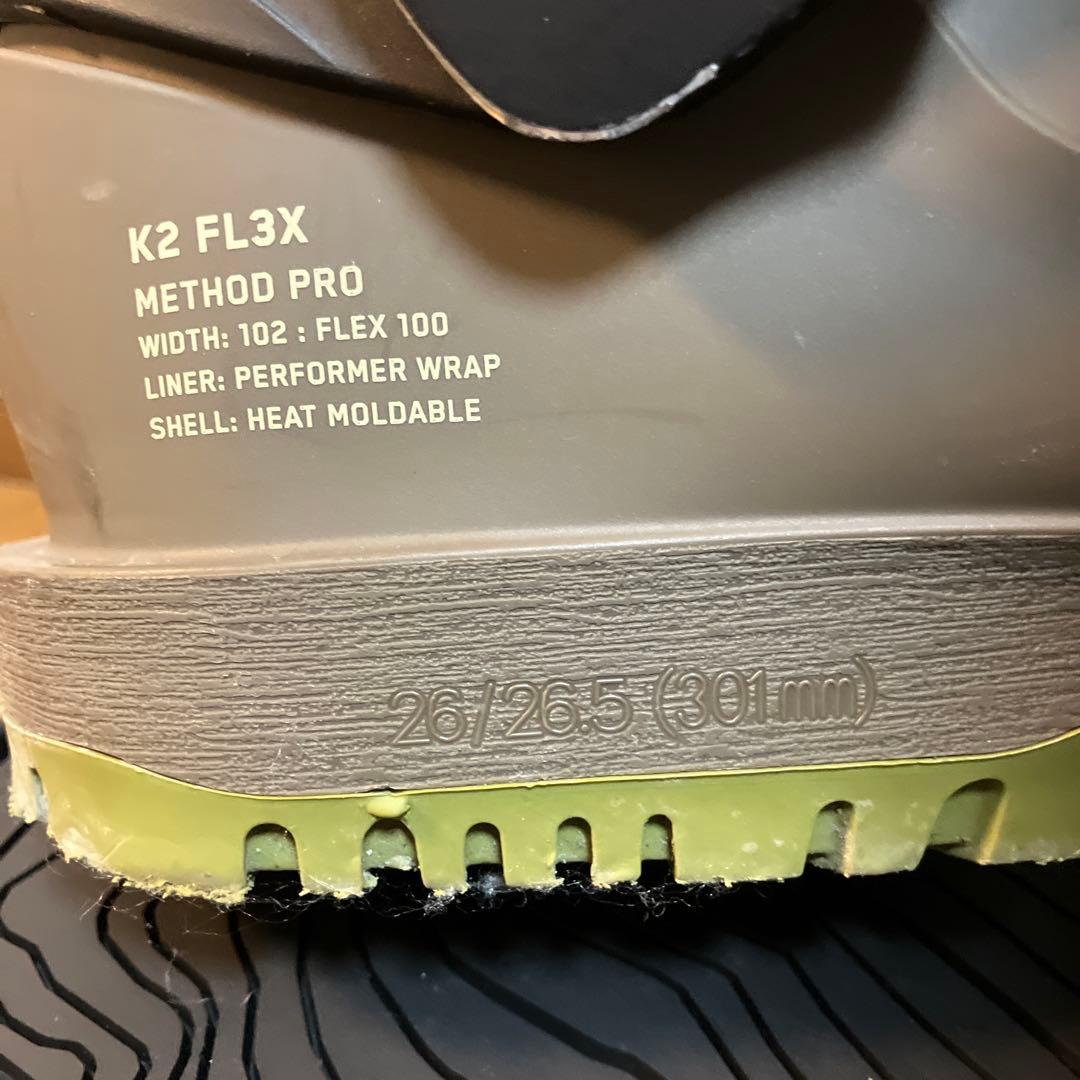 K2 FL3X
METHOD PRO
WIDTH: 102 : FLEX 100
LINER: PERFORMER WRAP
SHELL: HEAT MOLDABLE
26/26.5 (301mm)